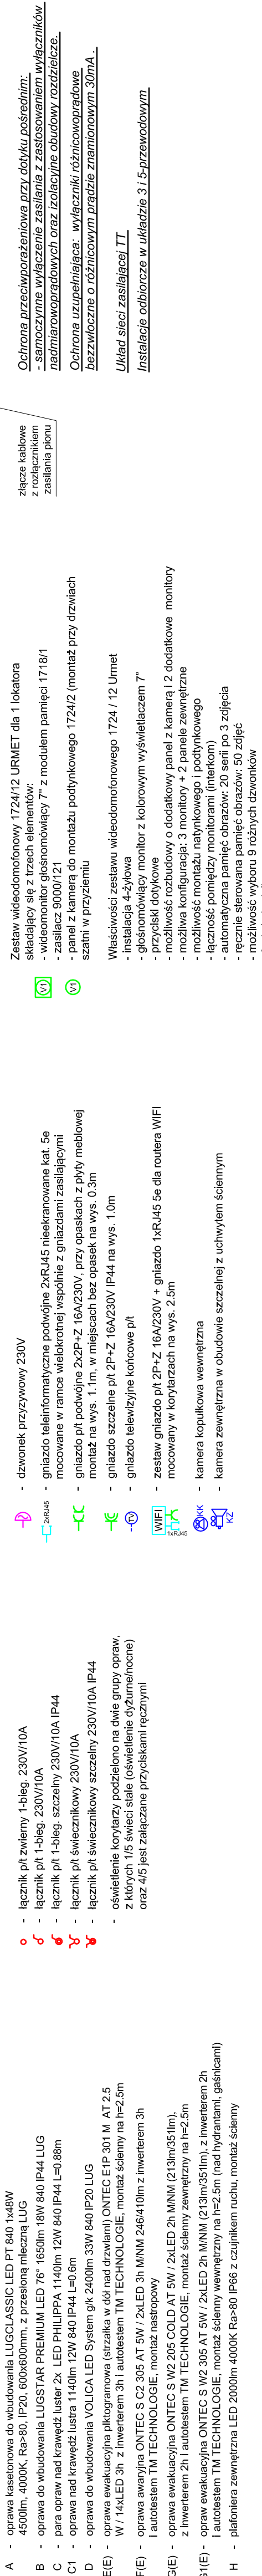 A - oprawa kasetonowa do wbudowania LUGCLASSIC LED PT 840 1x48W
4500lm, 4000K, Ra>80, IP20, 600x600mm, z przesłoną mleczną LUG
B - oprawa do wbudowania LUGSTAR PREMIUM LED 76° 1650lm 18W 840 IP44 LUG
C - para opraw nad krawędź luster 2x LED PHILIPPA 1140lm 12W 840 IP44 L=0.88m
C1 - oprawa nad krawędź lustra 1140lm 12W 840 IP44 L=0.6m
D - oprawa do wbudowania VOLICA LED System g/k 2400lm 33W 840 IP20 LUG
E(E) - oprawa ewakuacyjna piktogramowa (strzałka w dół nad drzwiami) ONTEC E1P 301 M AT 2.5
W / 14xLED 3h z inwerterem 3h i autotestem TM TECHNOLOGIE, montaż ścienny na h=2.5m
F(E) - oprawa awaryjna ONTEC S C2 305 AT 5W / 2xLED 3h M/NM 246/410lm z inwerterem 3h
i autotestem TM TECHNOLOGIE, montaż nastropowy
G(E) - oprawa ewakuacyjna ONTEC S W2 205 COLD AT 5W / 2xLED 2h M/NM (213lm/351lm),
z inwerterem 2h i autotestem TM TECHNOLOGIE, montaż ścienny zewnętrzny na h=2.5m
G1(E) - opraw ewakuacyjna ONTEC S W2 305 AT 5W / 2xLED 2h M/NM (213lm/351lm), z inwerterem 2h
i autotestem TM TECHNOLOGIE, montaż ścienny wewnętrzny na h=2.5m (nad hydrantami, gaśnicami)
H - plafoniera zewnętrzna LED 2000lm 4000K Ra>80 IP66 z czujnikiem ruchu, montaż ścienny
- łącznik p/t zwierny 1-bieg. 230V/10A
- łącznik p/t 1-bieg. 230V/10A
- łącznik p/t 1-bieg. szczelny 230V/10A IP44
- łącznik p/t świecznikowy 230V/10A
- łącznik p/t świecznikowy szczelny 230V/10A IP44
- oświetlenie korytarzy podzielono na dwie grupy opraw,
z których 1/5 świeci stale (oświetlenie dyżurne/nocne)
oraz 4/5 jest załączane przyciskami ręcznymi
- dzwonek przyzywowy 230V
2xRJ45 - gniazdo teleinformatyczne podwójne 2xRJ45 nieekranowane kat. 5e
mocowane w ramce wielokrotnej wspólnie z gniazdami zasilającymi
- gniazdo p/t podwójne 2x2P+Z 16A/230V, przy opaskach z płyty meblowej
montaż na wys. 1.1m, w miejscach bez opasek na wys. 0.3m
- gniazdo szczelne p/t 2P+Z 16A/230V IP44 na wys. 1.0m
TV - gniazdo telewizyjne końcowe p/t
WIFI
1xRJ45
- zestaw gniazdo p/t 2P+Z 16A/230V + gniazdo 1xRJ45 5e dla routera WIFI
mocowany w korytarzach na wys. 2.5m
KK - kamera kopułkowa wewnętrzna
KZ - kamera zewnętrzna w obudowie szczelnej z uchwytem ściennym
Zestaw wideodomofonowy 1724/12 URMET dla 1 lokatora
składający się z trzech elementów:
V1 - wideomonitor głośnomówiący 7" z modułem pamięci 1718/1
- zasilacz 9000/121
V1 - panel z kamerą do montażu podtynkowego 1724/2 (montaż przy drzwiach
szatni w przyziemiu
Właściwości zestawu wideodomofonowego 1724 / 12 Urmet
- instalacja 4-żyłowa
- głośnomówiący monitor z kolorowym wyświetlaczem 7"
- przyciski dotykowe
- możliwość rozbudowy o dodatkowy panel z kamerą i 2 dodatkowe monitory
- możliwa konfiguracja: 3 monitory + 2 panele zewnętrzne
- możliwość montażu natynkowego i podtynkowego
- łączność pomiędzy monitorami (interkom)
- automatyczna pamięć obrazów: 20 serii po 3 zdjęcia
- ręcznie sterowana pamięć obrazów: 50 zdjęć
- możliwość wyboru 9 różnych dzwonków
złącze kablowe
z rozłącznikiem
zasilania pionu
Ochrona przeciwporażeniowa przy dotyku pośrednim:
- samoczynne wyłączenie zasilania z zastosowaniem wyłączników
nadmiarowoprądowych oraz izolacyjne obudowy rozdzielcze.
Ochrona uzupełniająca: wyłączniki różnicowoprądowe
bezzwłoczne o różnicowym prądzie znamionowym 30mA .
Układ sieci zasilającej TT
Instalacje odbiorcze w układzie 3 i 5-przewodowym